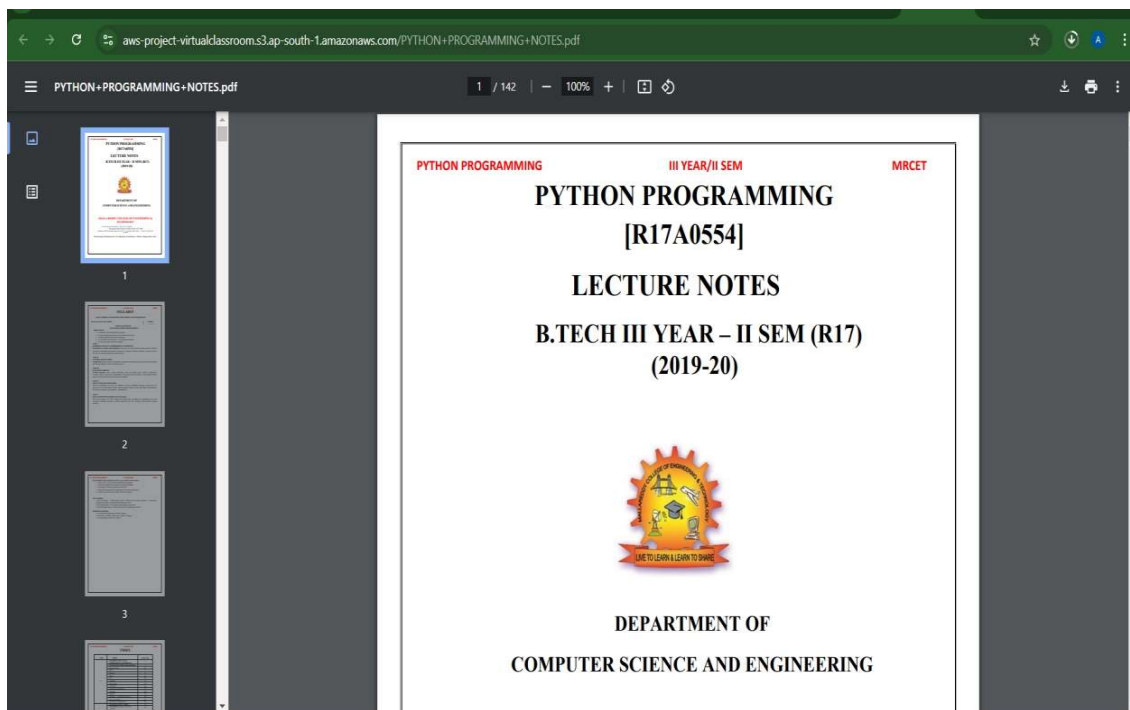 aws-project-virtualclassroom.s3.ap-south-1.amazonaws.com/PYTHON+PROGRAMMING+NOTES.pdf
A
PYTHON+PROGRAMMING+NOTES.pdf
1 / 142
100%
PYTHON PROGRAMMING III YEAR/II SEM MRCET
PYTHON PROGRAMMING
[R17A0554]
LECTURE NOTES
B.TECH III YEAR – II SEM (R17)
(2019-20)
LIVE TO LEARN & LEARN TO SHARE
DEPARTMENT OF
COMPUTER SCIENCE AND ENGINEERING
1
2
3